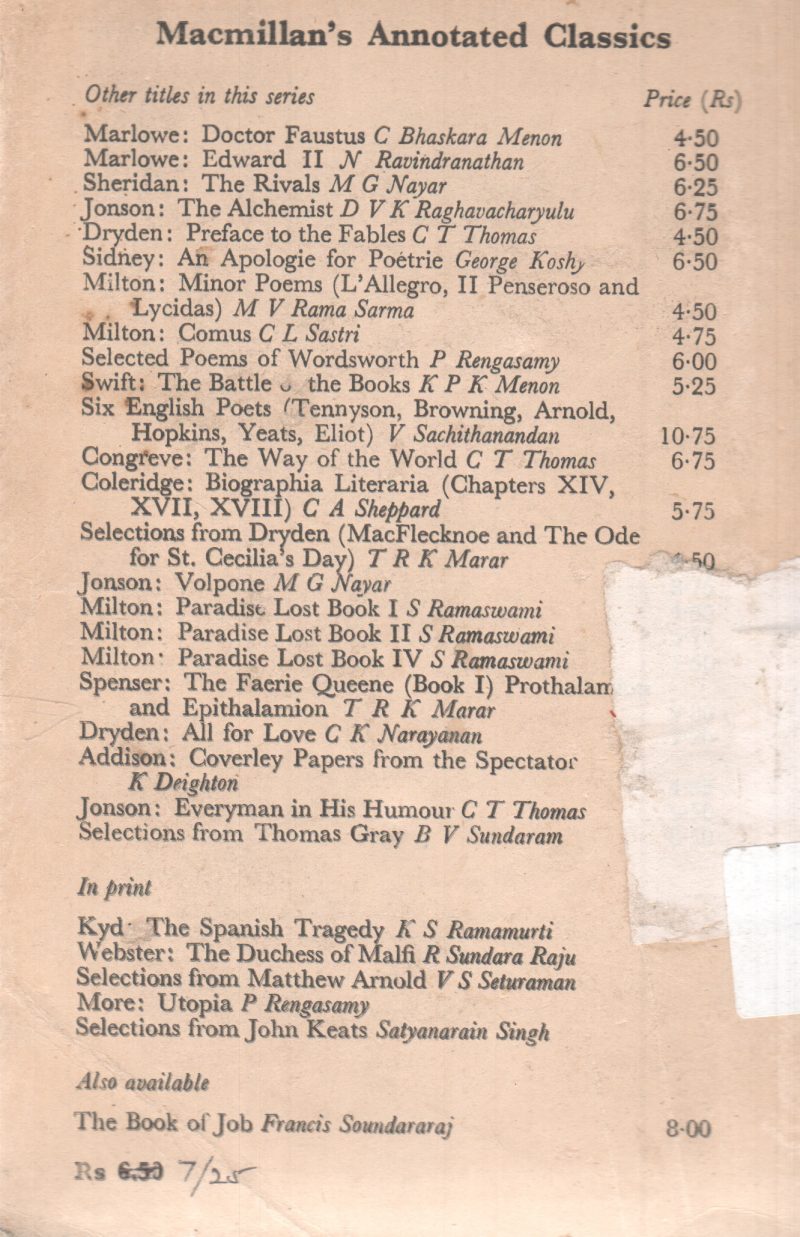 Macmillan's Annotated Classics
Other titles in this series Price (Rs)
Marlowe: Doctor Faustus C Bhaskara Menon 4·50
Marlowe: Edward II N Ravindranathan 6·50
Sheridan: The Rivals M G Nayar 6·25
Jonson: The Alchemist D V K Raghavacharyulu 6·75
Dryden: Preface to the Fables C T Thomas 4·50
Sidney: An Apologie for Poetrie George Koshy 6·50
Milton: Minor Poems (L'Allegro, II Penseroso and
Lycidas) M V Rama Sarma 4·50
Milton: Comus C L Sastri 4·75
Selected Poems of Wordsworth P Rengasamy 6·00
Swift: The Battle the Books K P K Menon 5·25
Six English Poets (Tennyson, Browning, Arnold,
Hopkins, Yeats, Eliot) V Sachithanandan 10·75
Congreve: The Way of the World C T Thomas 6·75
Coleridge: Biographia Literaria (Chapters XIV,
XVII, XVIII) C A Sheppard 5·75
Selections from Dryden (MacFlecknoe and The Ode
for St. Cecilia's Day) T R K Marar ·50
Jonson: Volpone M G Nayar
Milton: Paradise Lost Book I S Ramaswami
Milton: Paradise Lost Book II S Ramaswami
Milton: Paradise Lost Book IV S Ramaswami
Spenser: The Faerie Queene (Book I) Prothalam
and Epithalamion T R K Marar
Dryden: All for Love C K Narayanan
Addison: Coverley Papers from the Spectator
K Deighton
Jonson: Everyman in His Humour C T Thomas
Selections from Thomas Gray B V Sundaram
In print
Kyd The Spanish Tragedy K S Ramamurti
Webster: The Duchess of Malfi R Sundara Raju
Selections from Matthew Arnold V S Seturaman
More: Utopia P Rengasamy
Selections from John Keats Satyanarain Singh
Also available
The Book of Job Francis Soundararaj 8·00
Rs 6.50 7/25